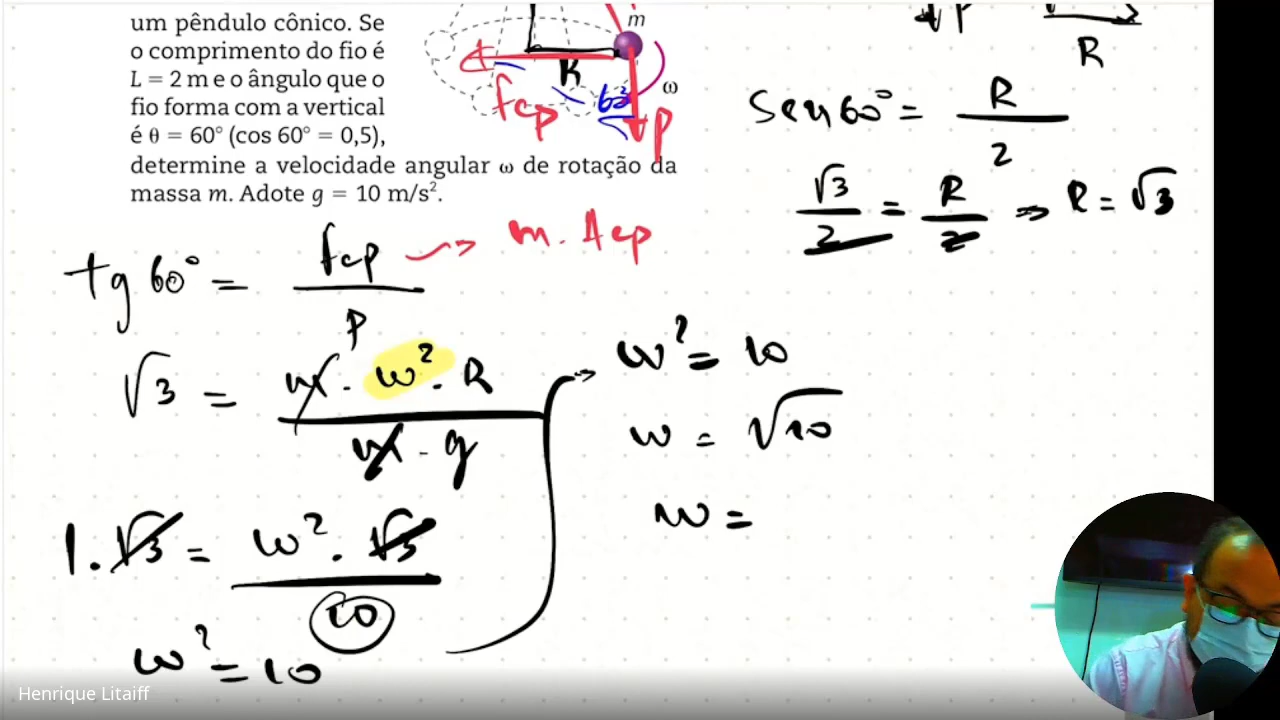 um pêndulo cônico. Se
o comprimento do fio é
L = 2 m e o ângulo que o
fio forma com a vertical
é θ = 60° (cos 60° = 0,5),
determine a velocidade angular ω de rotação da
massa m. Adote g = 10 m/s².
m
R
ω
fcp
P
P
R
Sen 60° = R / 2
√3 / 2 = R / 2 ⇒ R = √3
tg 60° = fcp / P → m. Acp
√3 = m . ω² . R / m . g
1 . √3 = ω² . √3 / 10
ω² = 10
ω² = 10
ω = √10
ω =
Henrique Litaiff